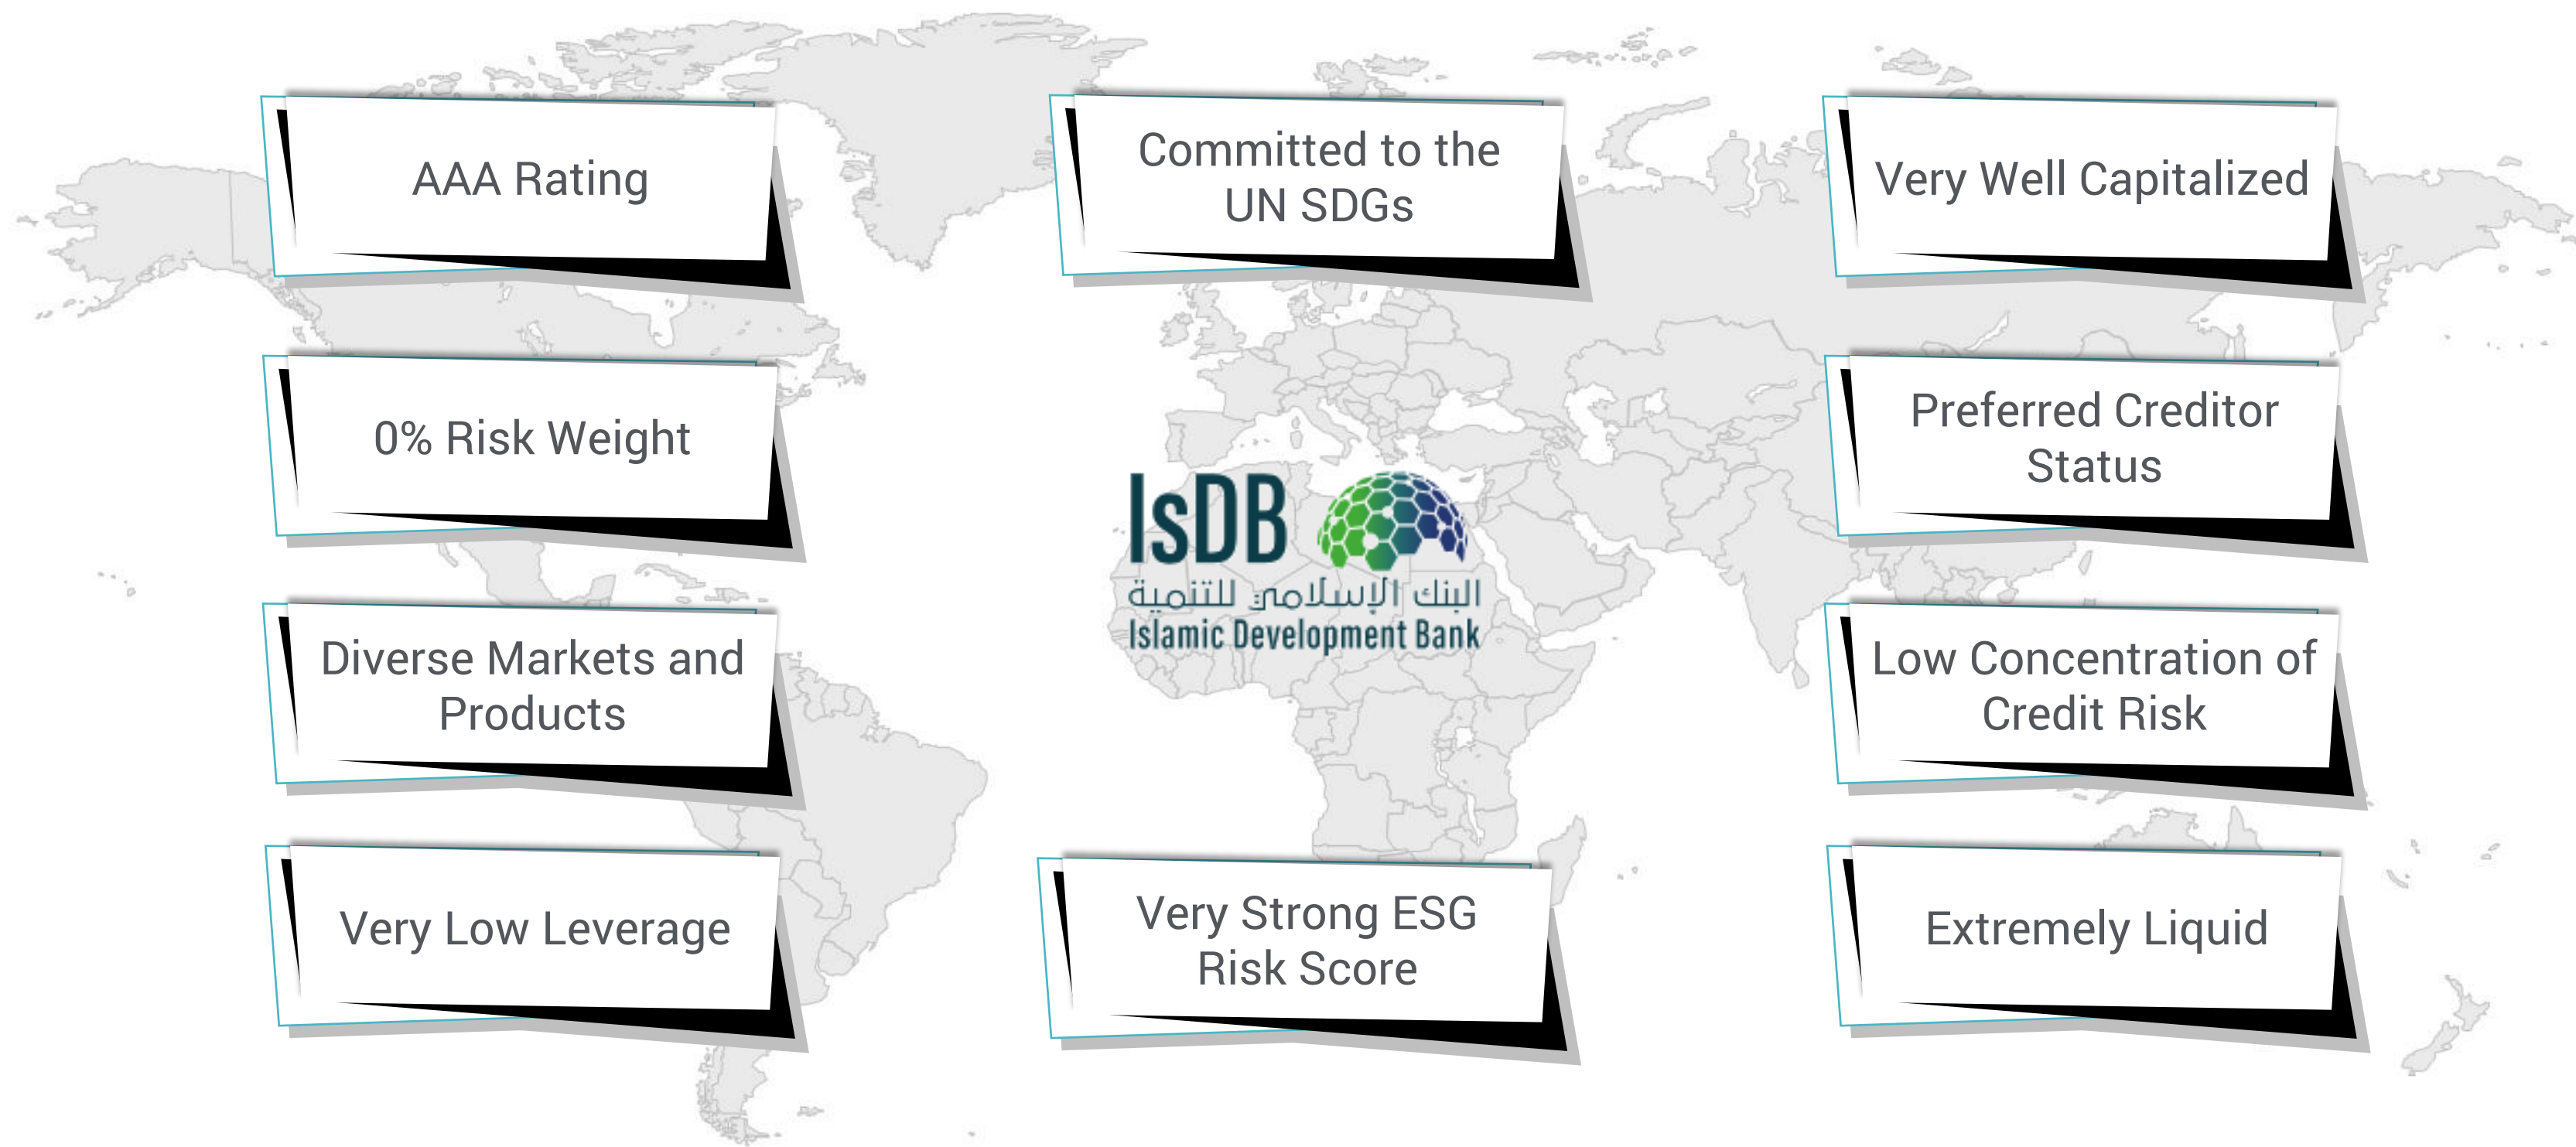 AAA Rating
0% Risk Weight
Diverse Markets and
Products
Very Low Leverage
Committed to the
UN SDGs
IsDB
البنك الإسلامي للتنمية
Islamic Development Bank
Very Strong ESG
Risk Score
Very Well Capitalized
Preferred Creditor
Status
Low Concentration of
Credit Risk
Extremely Liquid